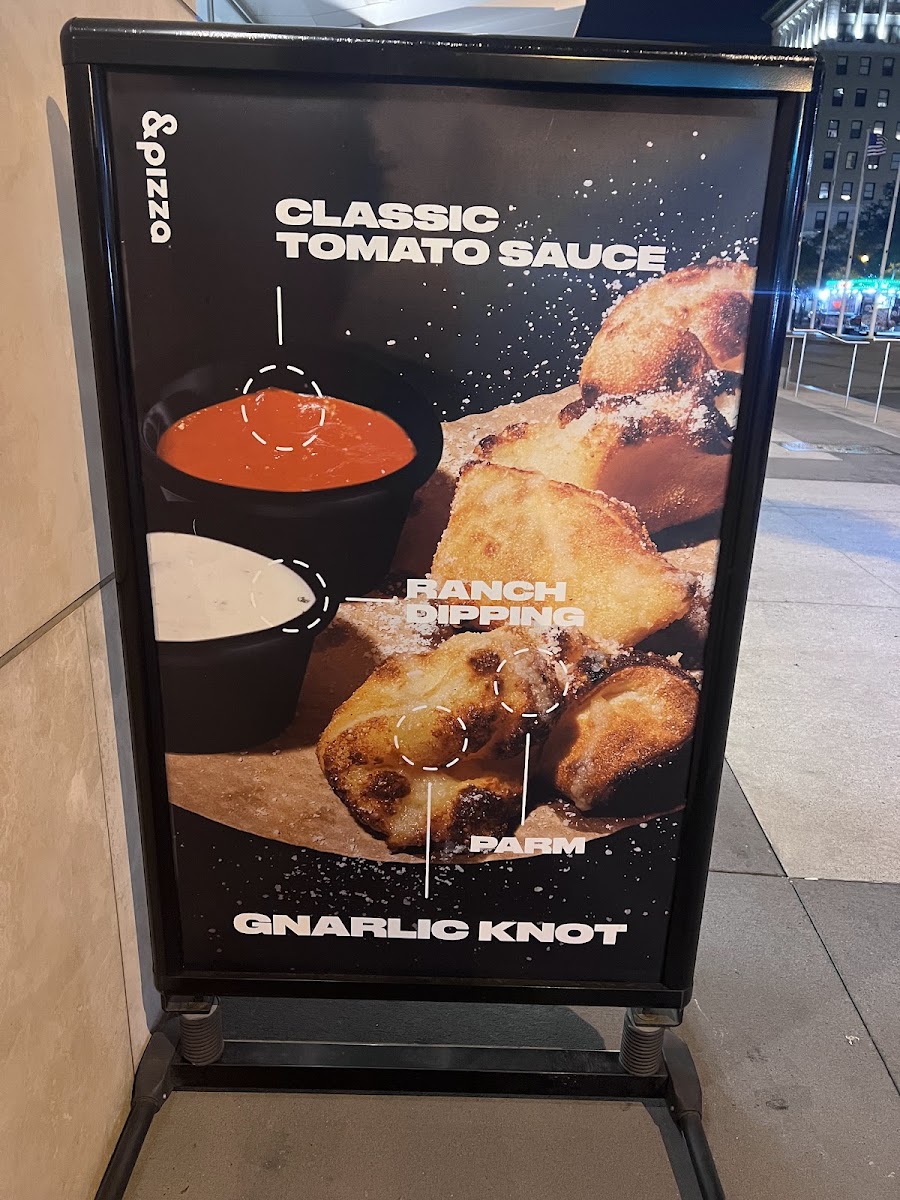 &pizza
CLASSIC
TOMATO SAUCE
RANCH
DIPPING
PARM
GNARLIC KNOT